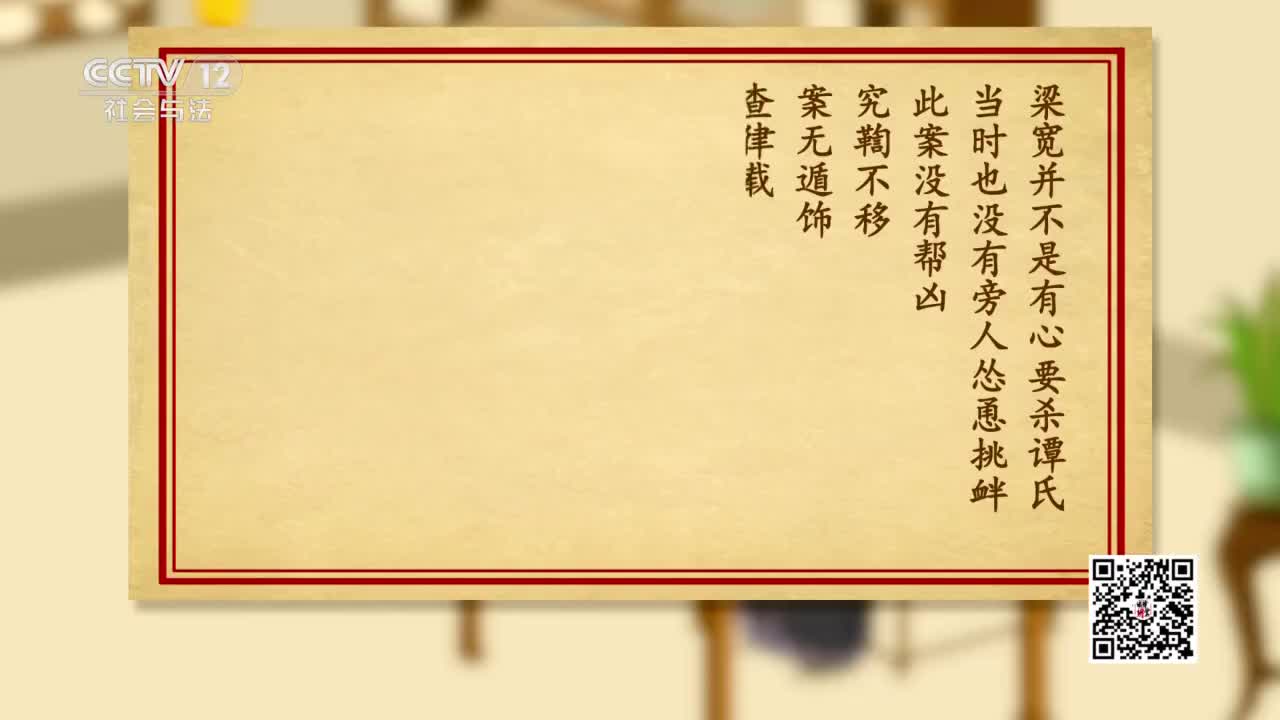 CCTV 12
社会与法
梁宽并不是有心要杀谭氏
当时也没有旁人怂恿挑衅
此案没有帮凶
究鞫不移
案无遁饰
查律载